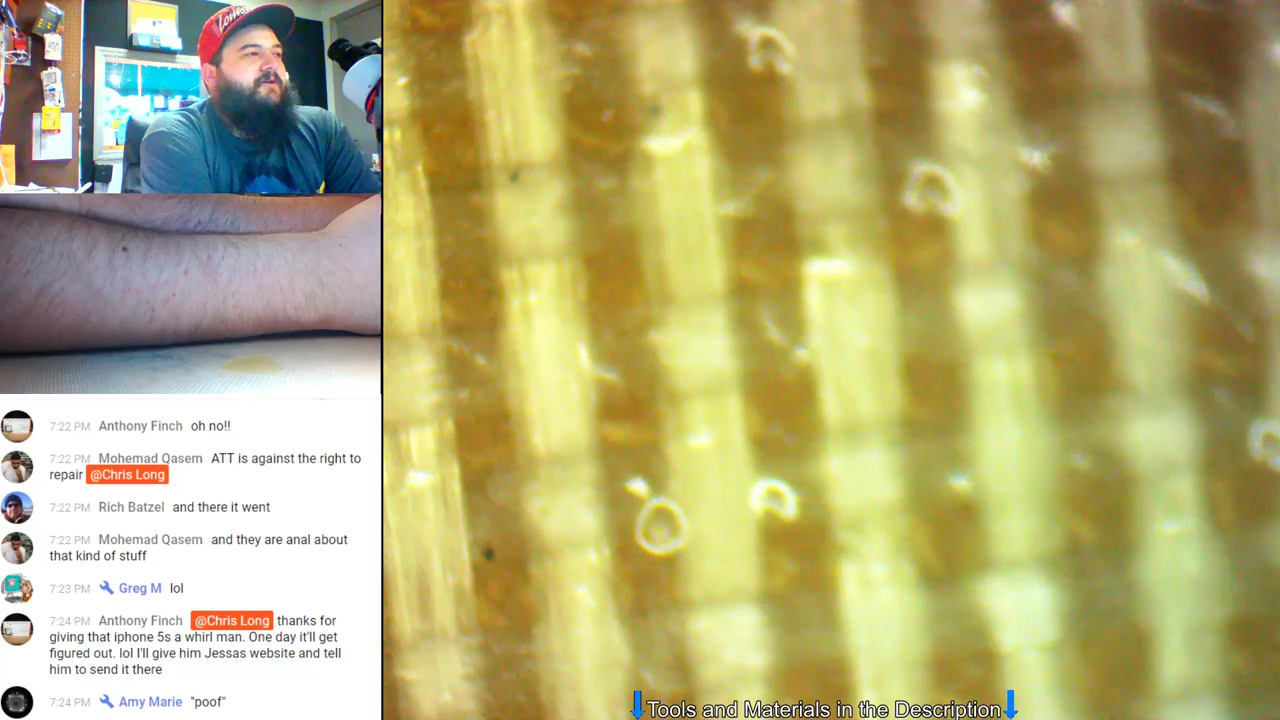 7:22 PM Anthony Finch oh no!!
7:22 PM Mohemad Qasem ATT is against the right to
repair @Chris Long
7:22 PM Rich Batzel and there it went
7:22 PM Mohemad Qasem and they are anal about
that kind of stuff
7:23 PM Greg M lol
7:24 PM Anthony Finch @Chris Long thanks for
giving that iphone 5s a whirl man. One day it'll get
figured out. lol I'll give him Jessas website and tell
him to send it there
7:24 PM Amy Marie "poof"
Tools and Materials in the Description